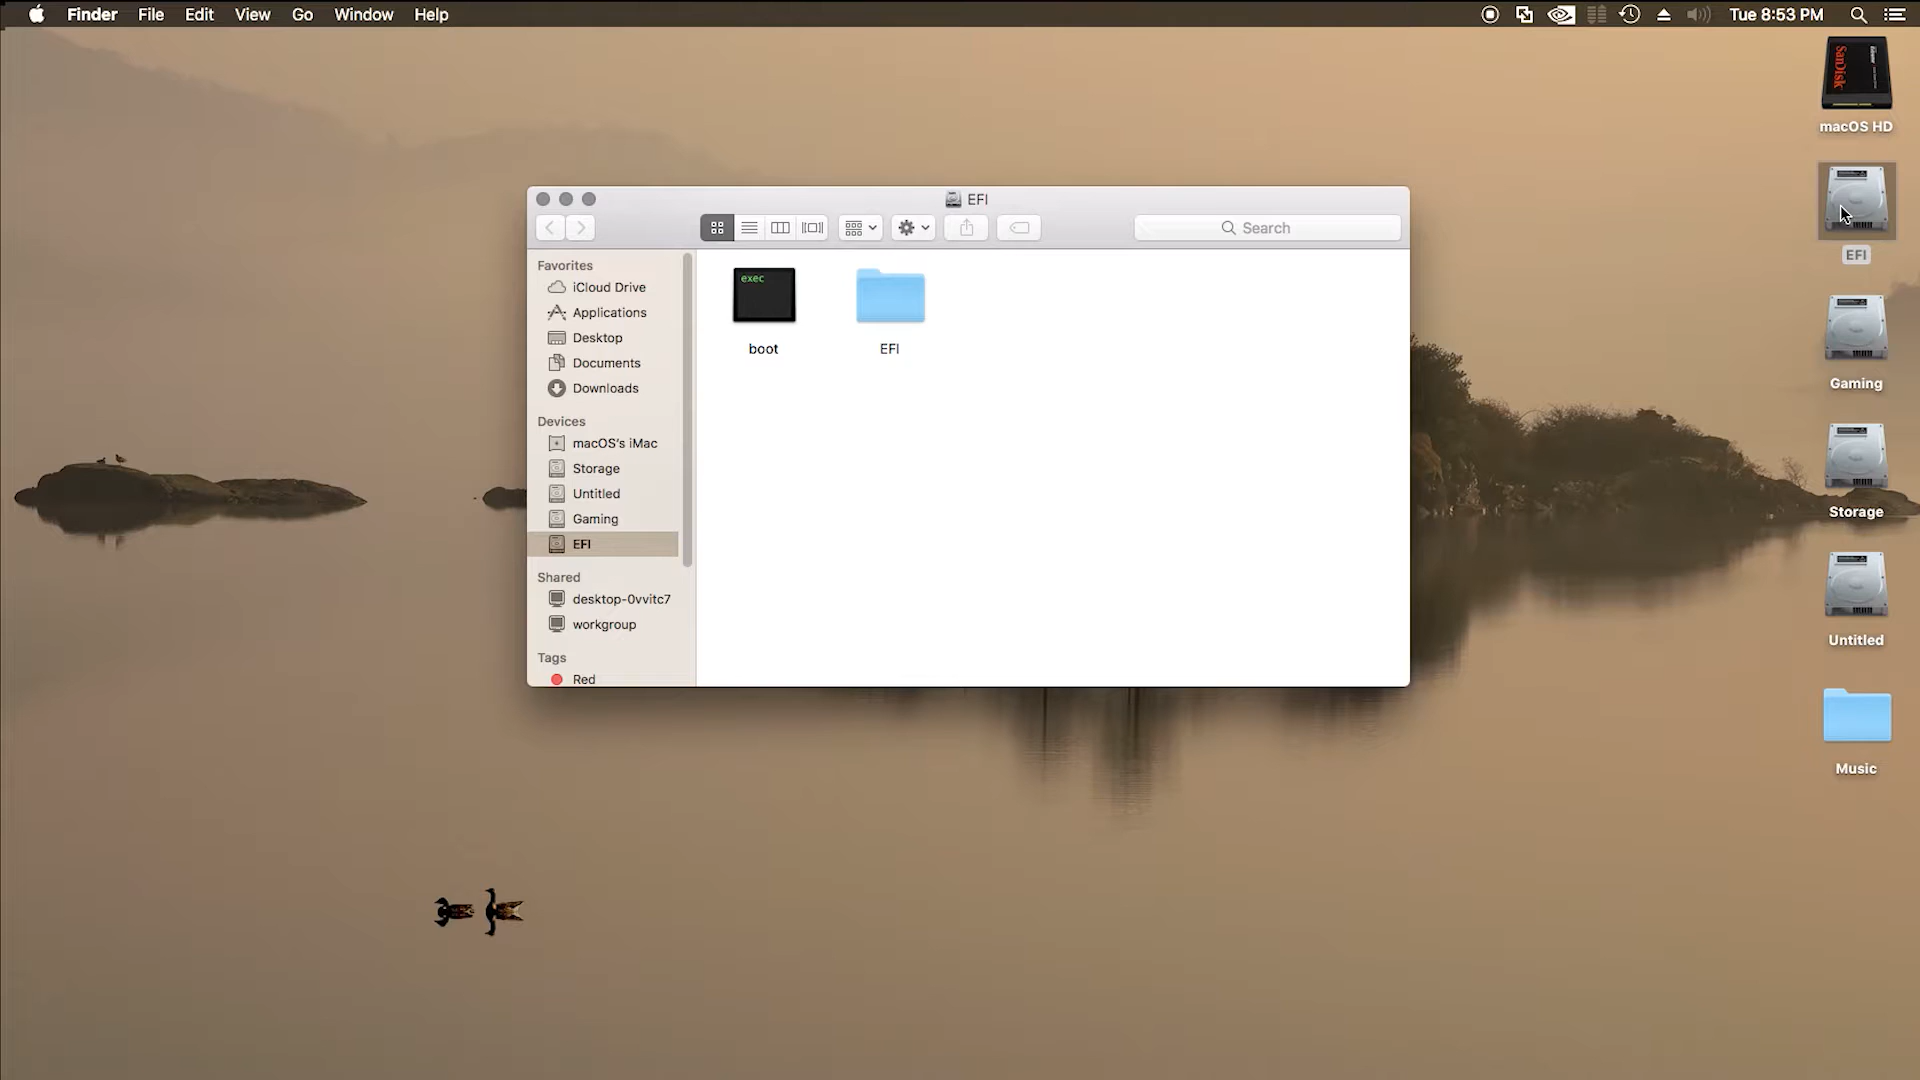 Finder File Edit View Go Window Help Tue 8:53 PM
SanDisk
macOS HD
EFI
Gaming
Storage
Untitled
Music
EFI
Search
Favorites
iCloud Drive
Applications
Desktop
Documents
Downloads
Devices
macOS's iMac
Storage
Untitled
Gaming
EFI
Shared
desktop-0vvitc7
workgroup
Tags
Red
exec
boot
EFI